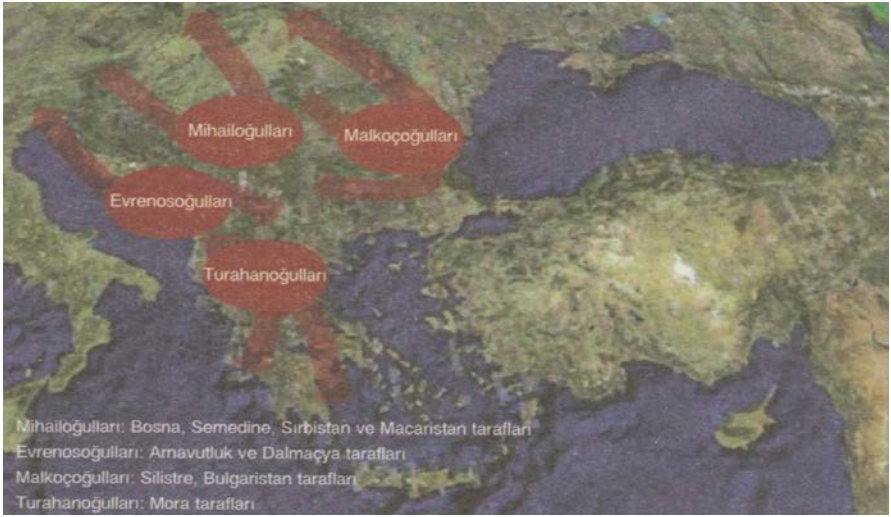 Mihailoğulları
Malkoçoğulları
Evrenosoğulları
Turahanoğulları
Mihailoğulları: Bosna, Semedine, Sırbistan ve Macaristan tarafları
Evrenosoğulları: Arnavutluk ve Dalmaçya tarafları
Malkoçoğulları: Silistre, Bulgaristan tarafları
Turahanoğulları: Mora tarafları